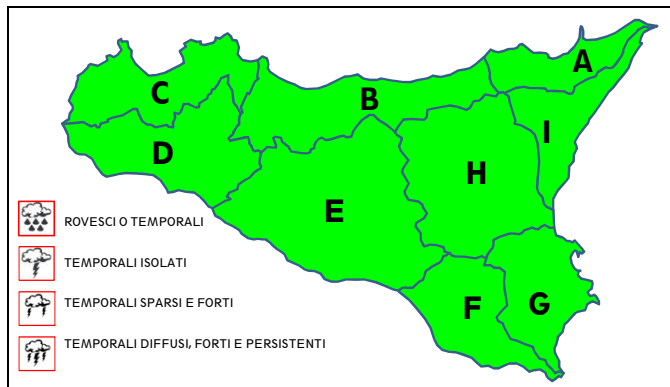 A
C
B
I
D
H
E
ROVESCI O TEMPORALI
TEMPORALI ISOLATI
TEMPORALI SPARSI E FORTI
F
G
TEMPORALI DIFFUSI, FORTI E PERSISTENTI